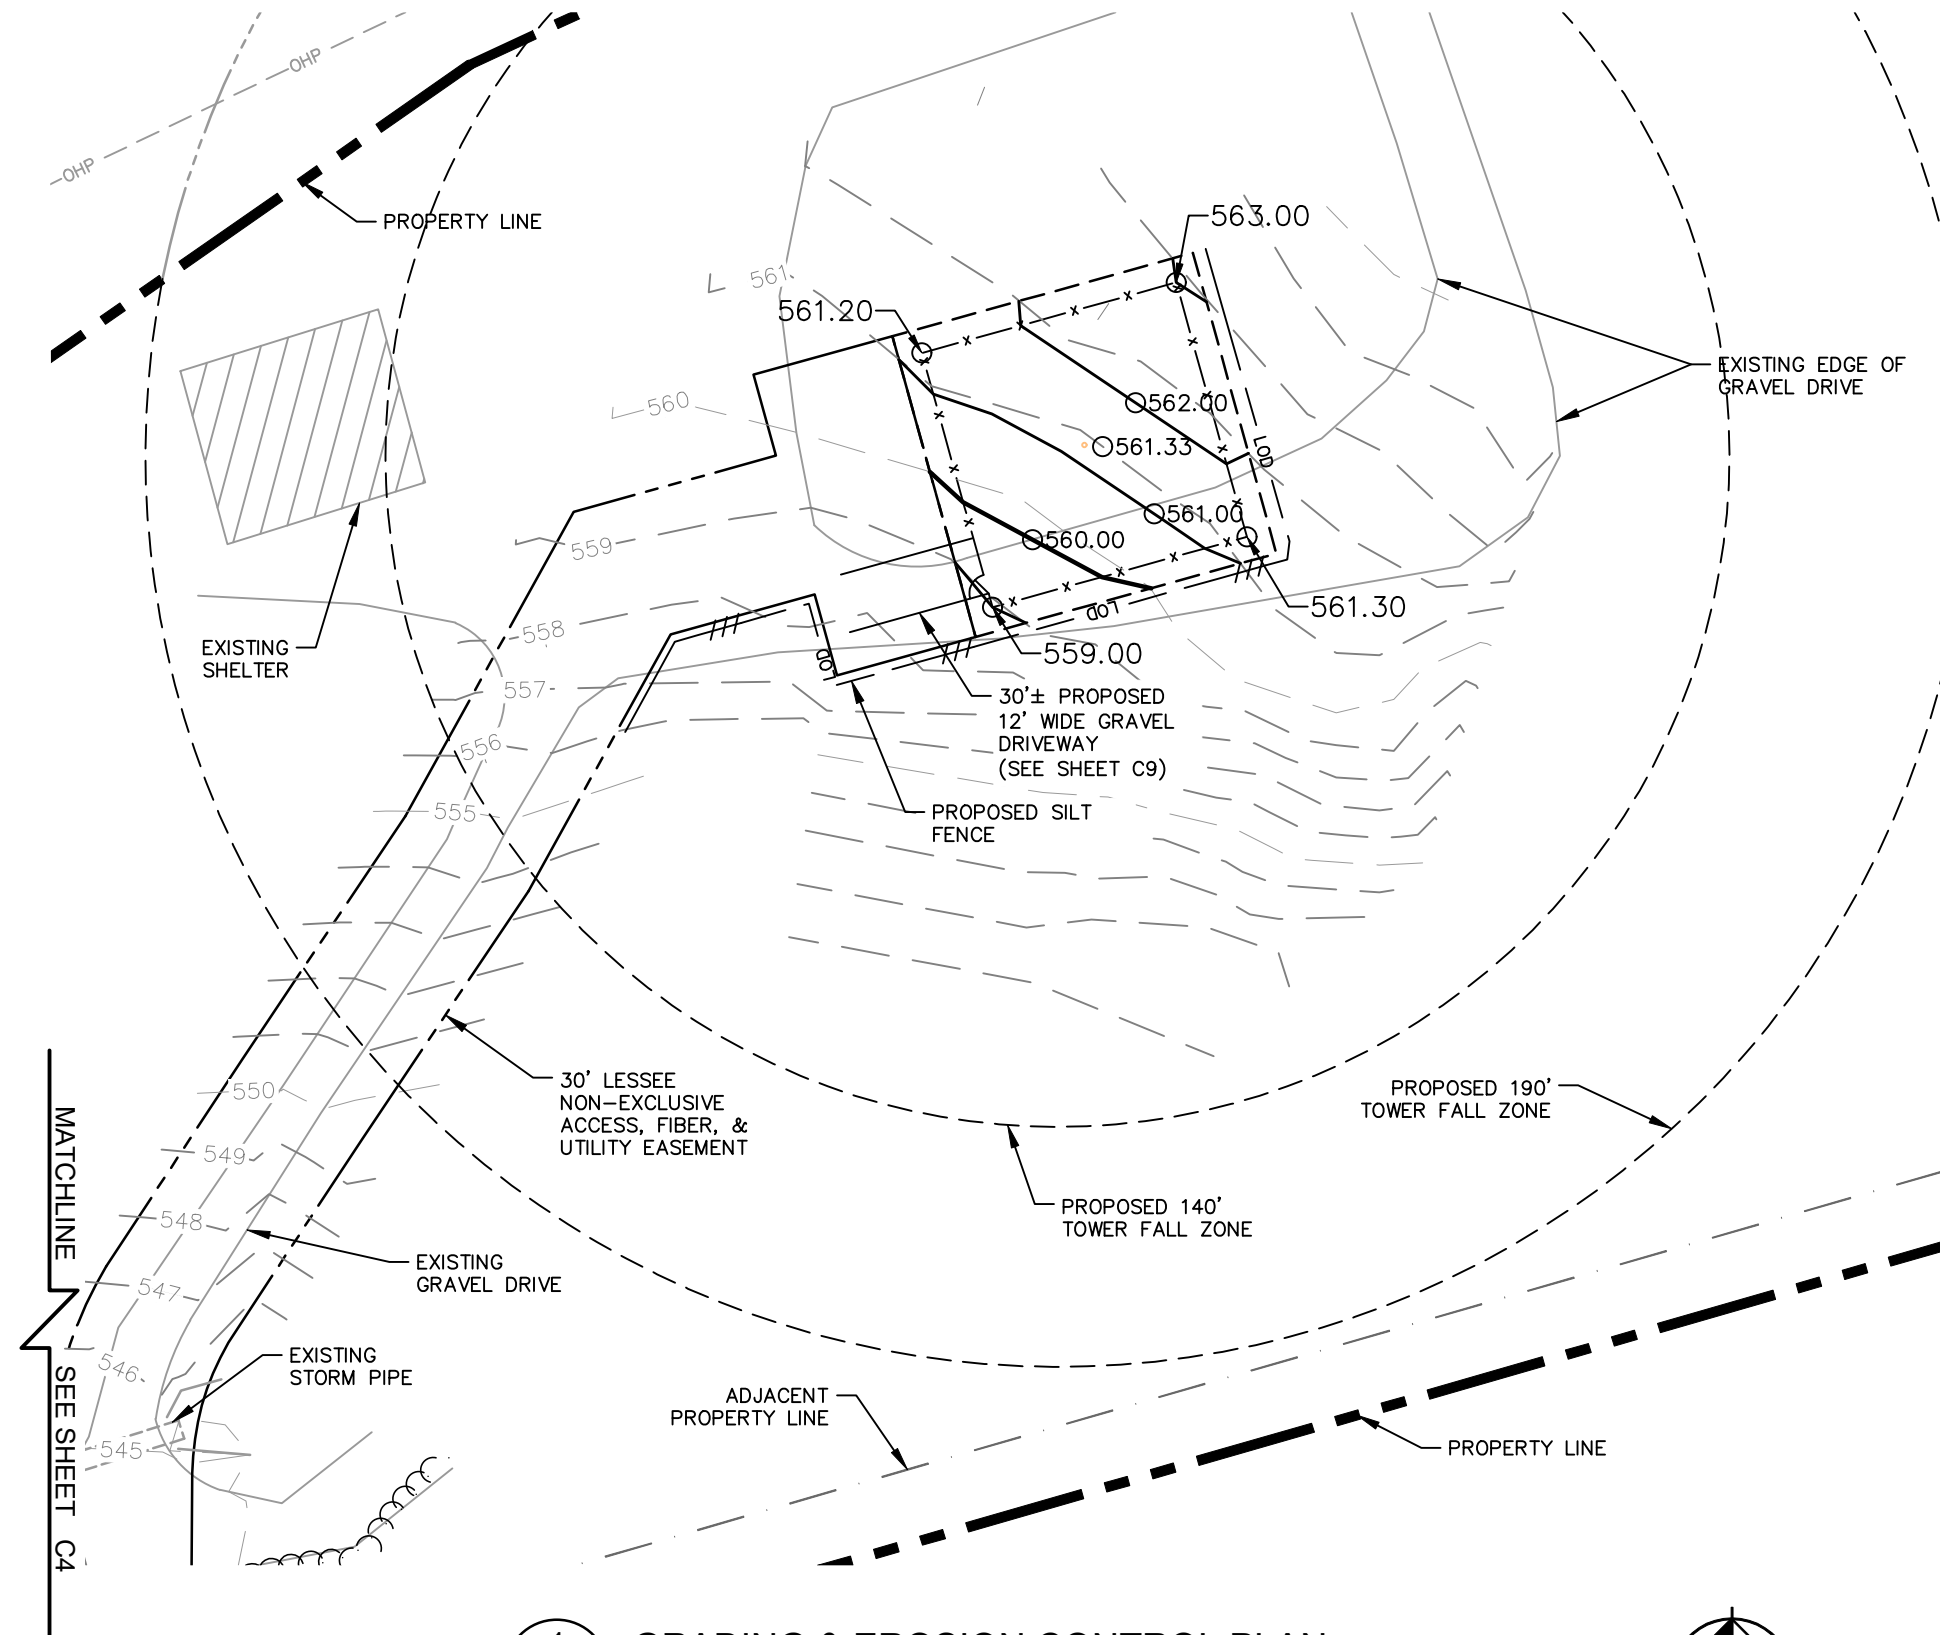 OHP
OHP
PROPERTY LINE
563.00
561.
561.20
560
EXISTING EDGE OF
GRAVEL DRIVE
562.00
561.33
LOD
561.00
560.00
559
LOD
561.30
558
EXISTING
SHELTER
559.00
557
30'± PROPOSED
12' WIDE GRAVEL
DRIVEWAY
(SEE SHEET C9)
556
555
PROPOSED SILT
FENCE
30' LESSEE
NON-EXCLUSIVE
ACCESS, FIBER, &
UTILITY EASEMENT
PROPOSED 190'
TOWER FALL ZONE
550
549
548
PROPOSED 140'
TOWER FALL ZONE
EXISTING
GRAVEL DRIVE
547
546
EXISTING
STORM PIPE
545
ADJACENT
PROPERTY LINE
PROPERTY LINE
MATCHLINE
SEE SHEET C4
GRADING & EROSION CONTROL PLAN